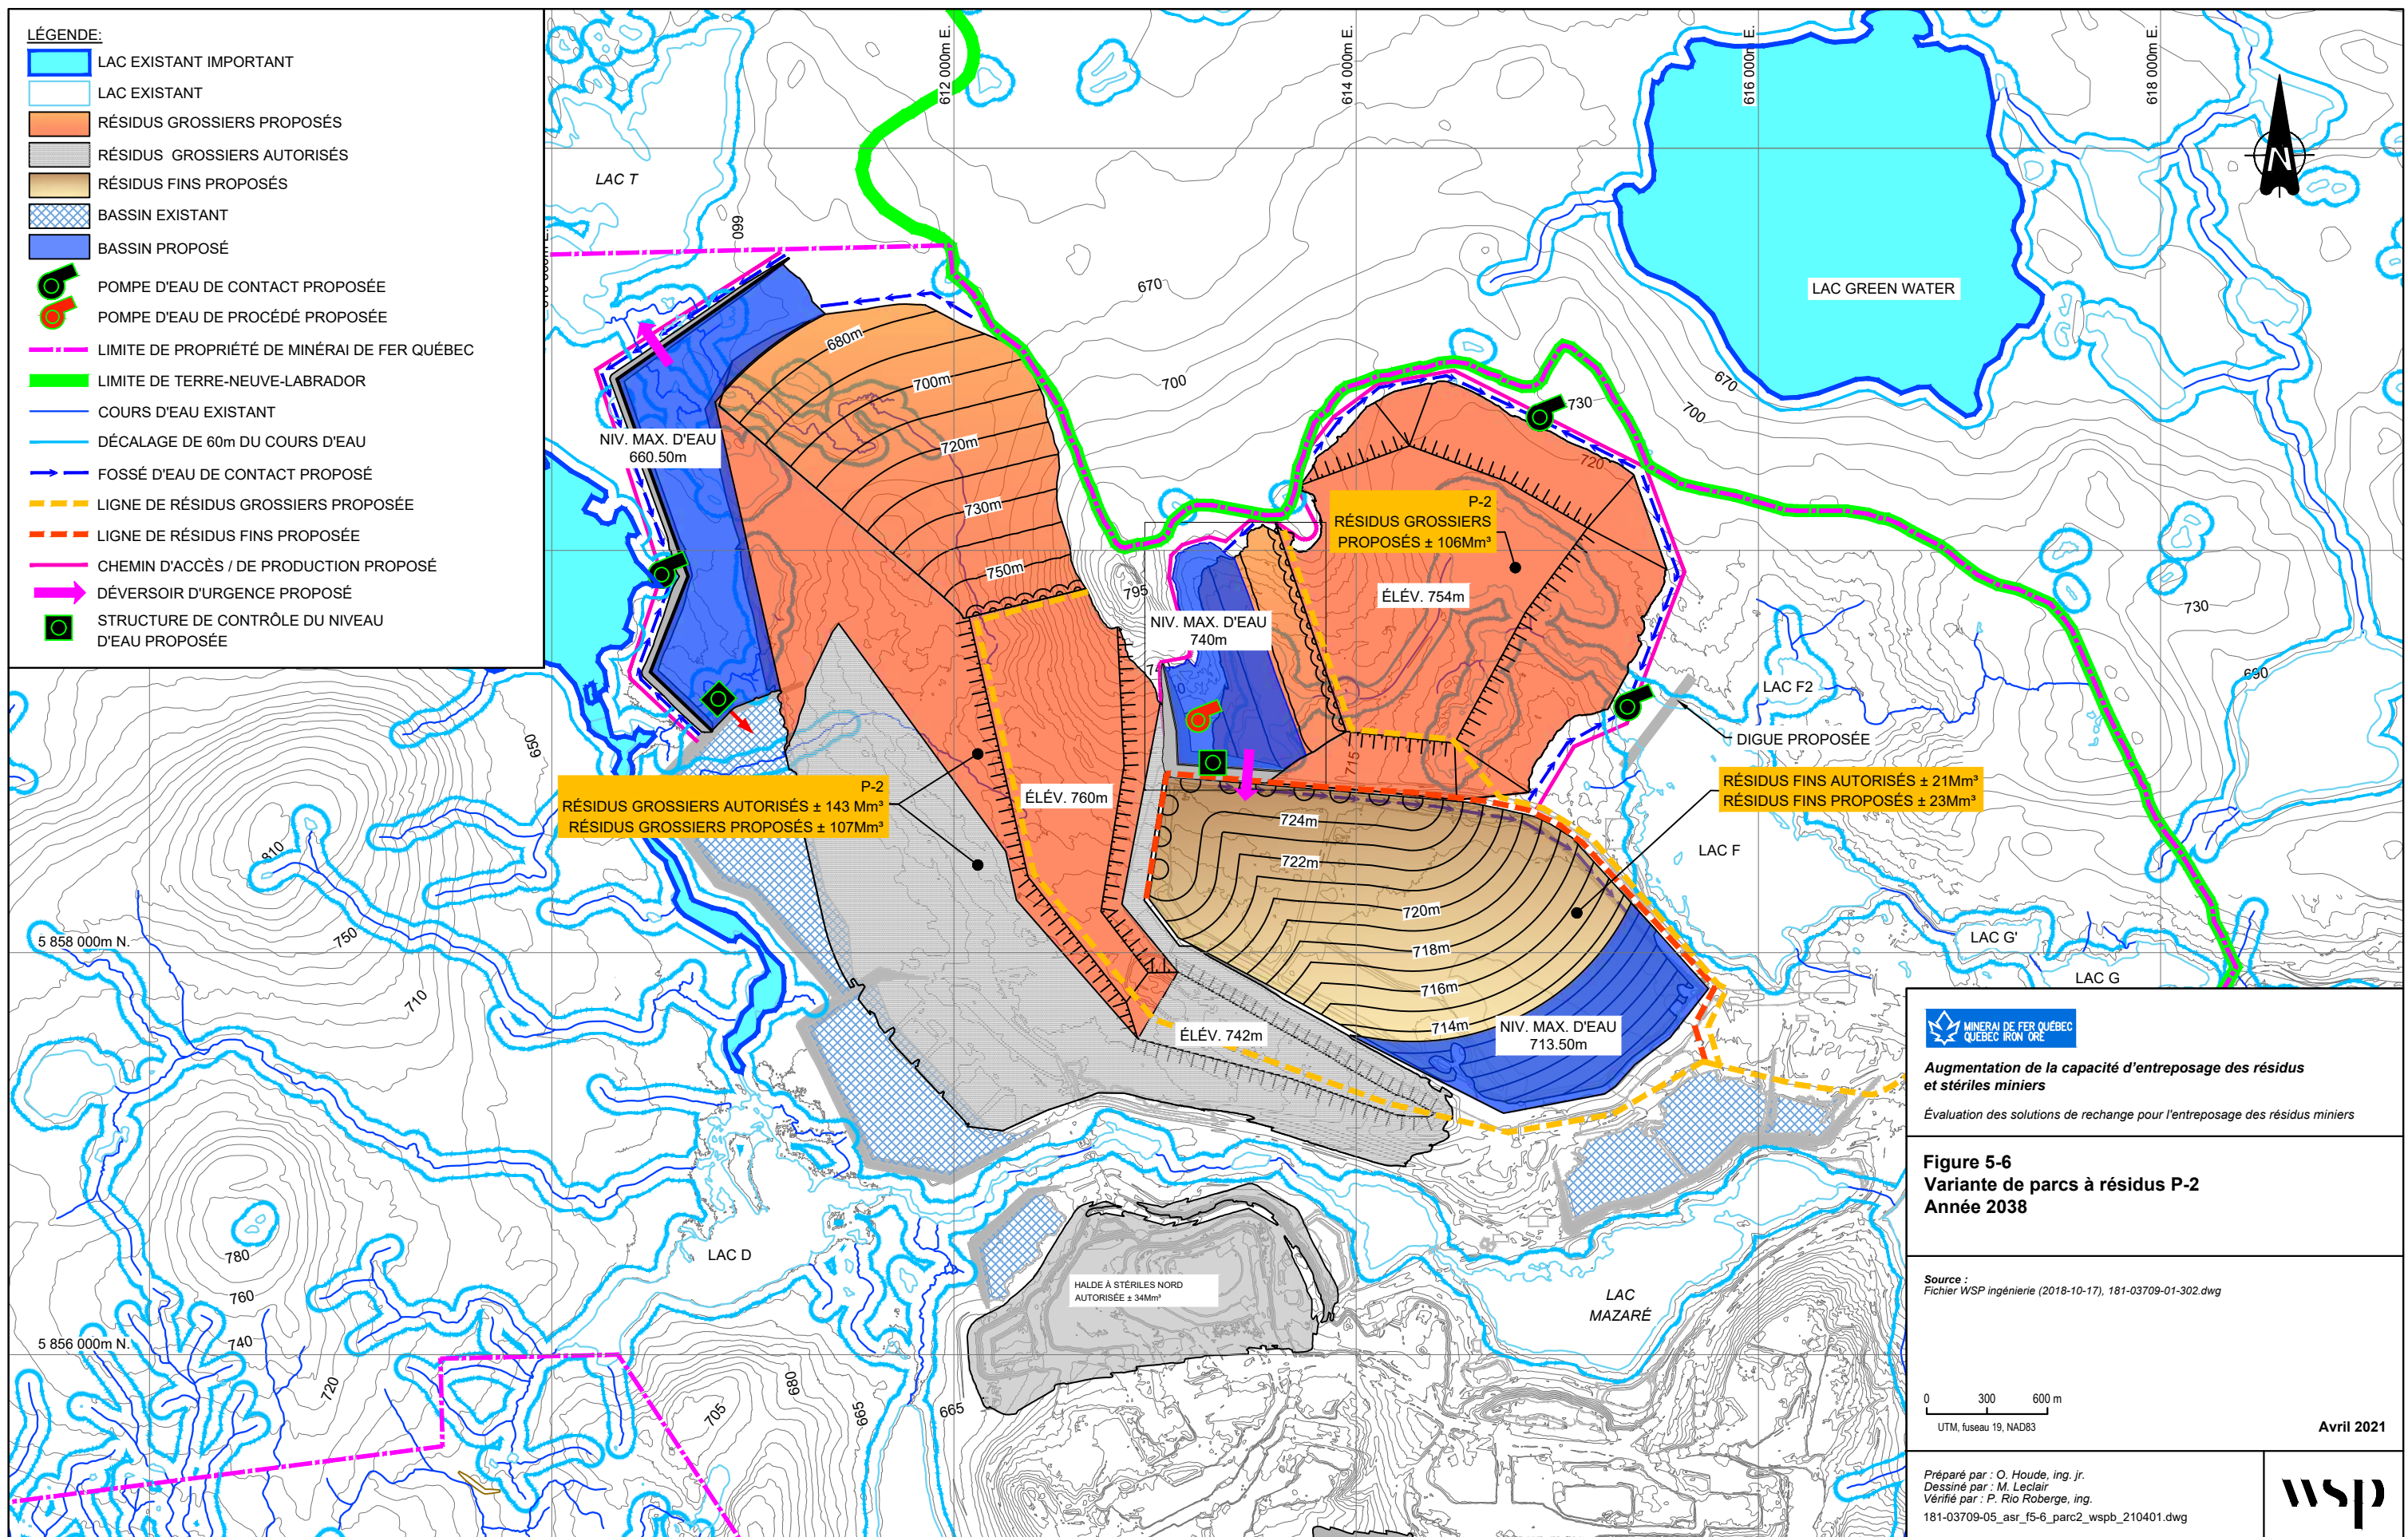 LÉGENDE:
LAC EXISTANT IMPORTANT
LAC EXISTANT
RÉSIDUS GROSSIERS PROPOSÉS
RÉSIDUS GROSSIERS AUTORISÉS
RÉSIDUS FINS PROPOSÉS
BASSIN EXISTANT
BASSIN PROPOSÉ
POMPE D'EAU DE CONTACT PROPOSÉE
POMPE D'EAU DE PROCÉDÉ PROPOSÉE
LIMITE DE PROPRIÉTÉ DE MINÉRAI DE FER QUÉBEC
LIMITE DE TERRE-NEUVE-LABRADOR
COURS D'EAU EXISTANT
DÉCALAGE DE 60m DU COURS D'EAU
FOSSÉ D'EAU DE CONTACT PROPOSÉ
LIGNE DE RÉSIDUS GROSSIERS PROPOSÉE
LIGNE DE RÉSIDUS FINS PROPOSÉE
CHEMIN D'ACCÈS / DE PRODUCTION PROPOSÉ
DÉVERSOIR D'URGENCE PROPOSÉ
STRUCTURE DE CONTRÔLE DU NIVEAU
D'EAU PROPOSÉE
612 000m E.
614 000m E.
616 000m E.
618 000m E.
N
LAC T
660
670
LAC GREEN WATER
680m
700m
700
670
700
730
720m
720
NIV. MAX. D'EAU
660.50m
730m
750m
795
P-2
RÉSIDUS GROSSIERS
PROPOSÉS ± 106Mm³
ÉLÉV. 754m
NIV. MAX. D'EAU
740m
730
690
LAC F2
DIGUE PROPOSÉE
650
715
P-2
RÉSIDUS GROSSIERS AUTORISÉS ± 143 Mm³
RÉSIDUS GROSSIERS PROPOSÉS ± 107Mm³
ÉLÉV. 760m
RÉSIDUS FINS AUTORISÉS ± 21Mm³
RÉSIDUS FINS PROPOSÉS ± 23Mm³
724m
722m
720m
718m
716m
714m
LAC F
810
750
710
5 858 000m N.
LAC G'
LAC G
NIV. MAX. D'EAU
713.50m
ÉLÉV. 742m
LAC D
780
760
740
720
5 856 000m N.
705
680
665
665
HALDE À STÉRILES NORD
AUTORISÉE ± 34Mm³
LAC
MAZARÉ
MINERAI DE FER QUÉBEC
QUEBEC IRON ORE
Augmentation de la capacité d'entreposage des résidus
et stériles miniers
Évaluation des solutions de rechange pour l'entreposage des résidus miniers
Figure 5-6
Variante de parcs à résidus P-2
Année 2038
Source :
Fichier WSP ingénierie (2018-10-17), 181-03709-01-302.dwg
0 300 600 m
UTM, fuseau 19, NAD83
Avril 2021
Préparé par : O. Houde, ing. jr.
Dessiné par : M. Leclair
Vérifié par : P. Rio Roberge, ing.
181-03709-05_asr_f5-6_parc2_wspb_210401.dwg
wsp